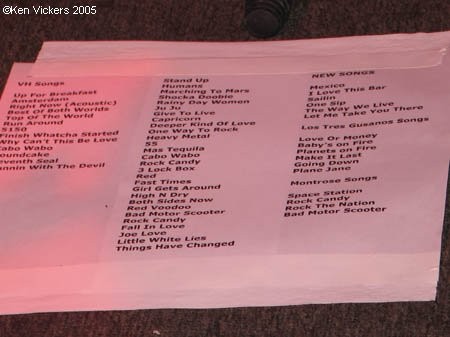 ©Ken Vickers 2005
VH Songs
Up For Breakfast
Amsterdam
Right Now (Acoustic)
Best Of Both Worlds
Top Of The World
Run Around
5150
Finish Whatcha Started
Why Can't This Be Love
Cabo Wabo
oundcake
eventh Seal
unnin With The Devil
Stand Up
Humans
Marching To Mars
Shocka Doobie
Rainy Day Women
Ju Ju
Give To Live
Capricorn
Deeper Kind Of Love
One Way To Rock
Heavy Metal
55
Mas Tequila
Cabo Wabo
Rock Candy
3 Lock Box
Red
Fast Times
Girl Gets Around
High N Dry
Both Sides Now
Red Voodoo
Bad Motor Scooter
Rock Candy
Fall In Love
Joe Love
Little White Lies
Things Have Changed
NEW SONGS
Mexico
I Love This Bar
Sailin
One Sip
The Way We Live
Let Me Take You There
Los Tres Gusanos Songs
Love Or Money
Baby's on Fire
Planets on Fire
Make It Last
Going Down
Plane Jane
Montrose Songs
Space Station
Rock Candy
Rock The Nation
Bad Motor Scooter